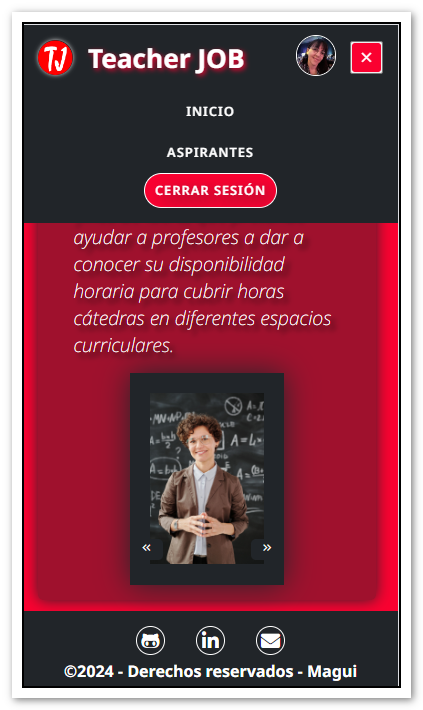 TJ Teacher JOB
INICIO
ASPIRANTES
CERRAR SESIÓN
ayudar a profesores a dar a
conocer su disponibilidad
horaria para cubrir horas
cátedras en diferentes espacios
curriculares.
« »
in
©2024 - Derechos reservados - Magui